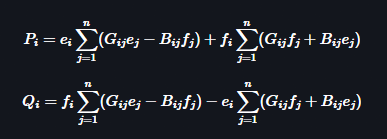 $$P_i = e_i \sum_{j=1}^{n} (G_{ij}e_j - B_{ij}f_j) + f_i \sum_{j=1}^{n} (G_{ij}f_j + B_{ij}e_j)$$
$$Q_i = f_i \sum_{j=1}^{n} (G_{ij}e_j - B_{ij}f_j) - e_i \sum_{j=1}^{n} (G_{ij}f_j + B_{ij}e_j)$$